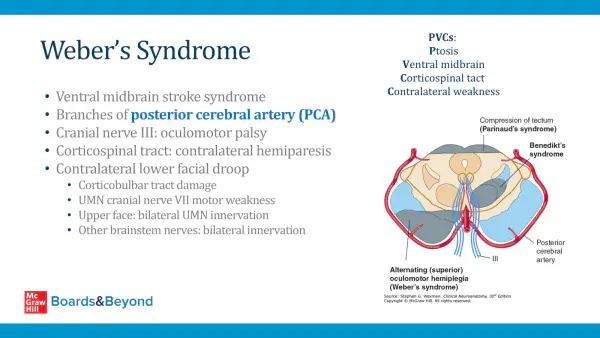 Weber's Syndrome
• Ventral midbrain stroke syndrome
• Branches of posterior cerebral artery (PCA)
• Cranial nerve III: oculomotor palsy
• Corticospinal tract: contralateral hemiparesis
• Contralateral lower facial droop
• Corticobulbar tract damage
• UMN cranial nerve VII motor weakness
• Upper face: bilateral UMN innervation
• Other brainstem nerves: bilateral innervation
PVCs:
Ptosis
Ventral midbrain
Corticospinal tact
Contralateral weakness
Compression of tectum
(Parinaud's syndrome)
Benedikt's
syndrome
Posterior
cerebral
artery
III
Alternating (superior)
oculomotor hemiplegia
(Weber's syndrome)
Source: Stephen G. Waxman: Clinical Neuroanatomy, 30th Edition
Copyright © McGraw Hill. All rights reserved.
Mc
Graw
Hill
Boards&Beyond